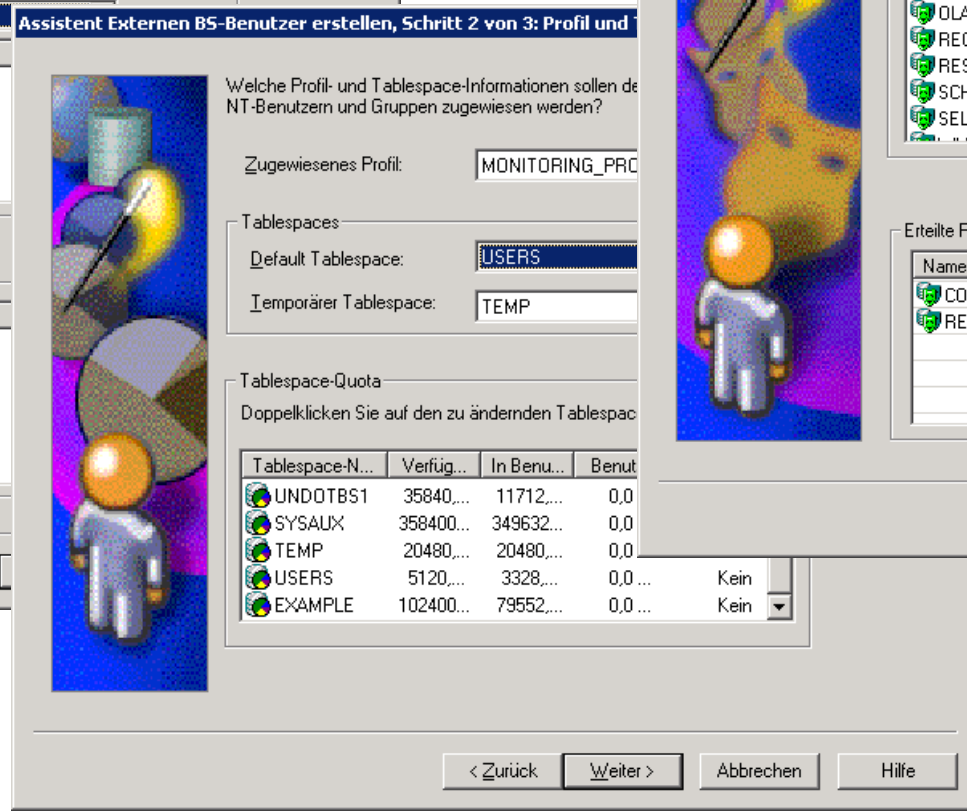 Assistent Externen BS-Benutzer erstellen, Schritt 2 von 3: Profil und
Welche Profil- und Tablespace-Informationen sollen
NT-Benutzern und Gruppen zugewiesen werden?
Zugewiesenes Profil:
MONITORING_PRO
Tablespaces
Default Tablespace:
USERS
Temporärer Tablespace:
TEMP
Tablespace-Quota
Doppelklicken Sie auf den zu ändernden Tablespac
Tablespace-N... Verfüg... In Benu... Benut
UNDOTBS1 35840,... 11712,... 0,0
SYSAUX 358400... 349632... 0,0
TEMP 20480,... 20480,... 0,0
USERS 5120,... 3328,... 0,0 ... Kein
EXAMPLE 102400... 79552,... 0,0 ... Kein
< Zurück Weiter > Abbrechen Hilfe
OLA
REC
RES
SCH
SEL
Erteilte
Name
CO
RE